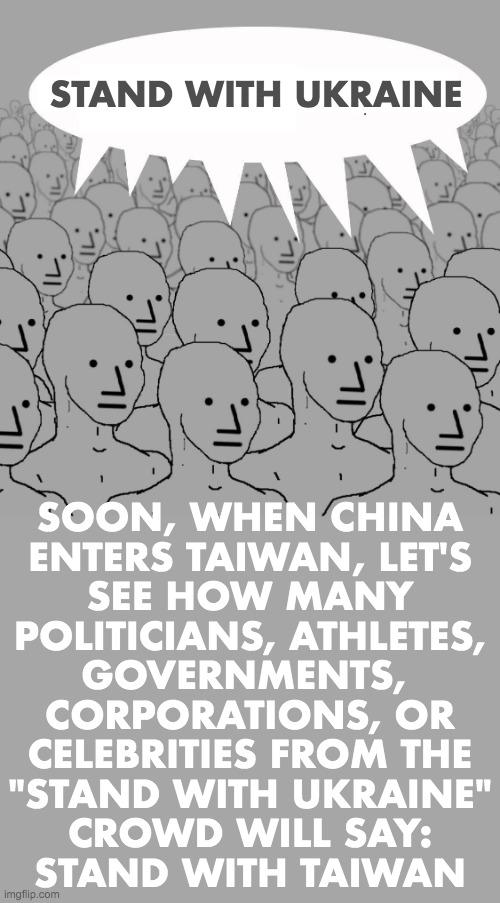 STAND WITH UKRAINE
SOON, WHEN CHINA
ENTERS TAIWAN, LET'S
SEE HOW MANY
POLITICIANS, ATHLETES,
GOVERNMENTS,
CORPORATIONS, OR
CELEBRITIES FROM THE
"STAND WITH UKRAINE"
CROWD WILL SAY:
STAND WITH TAIWAN
imgflip.com